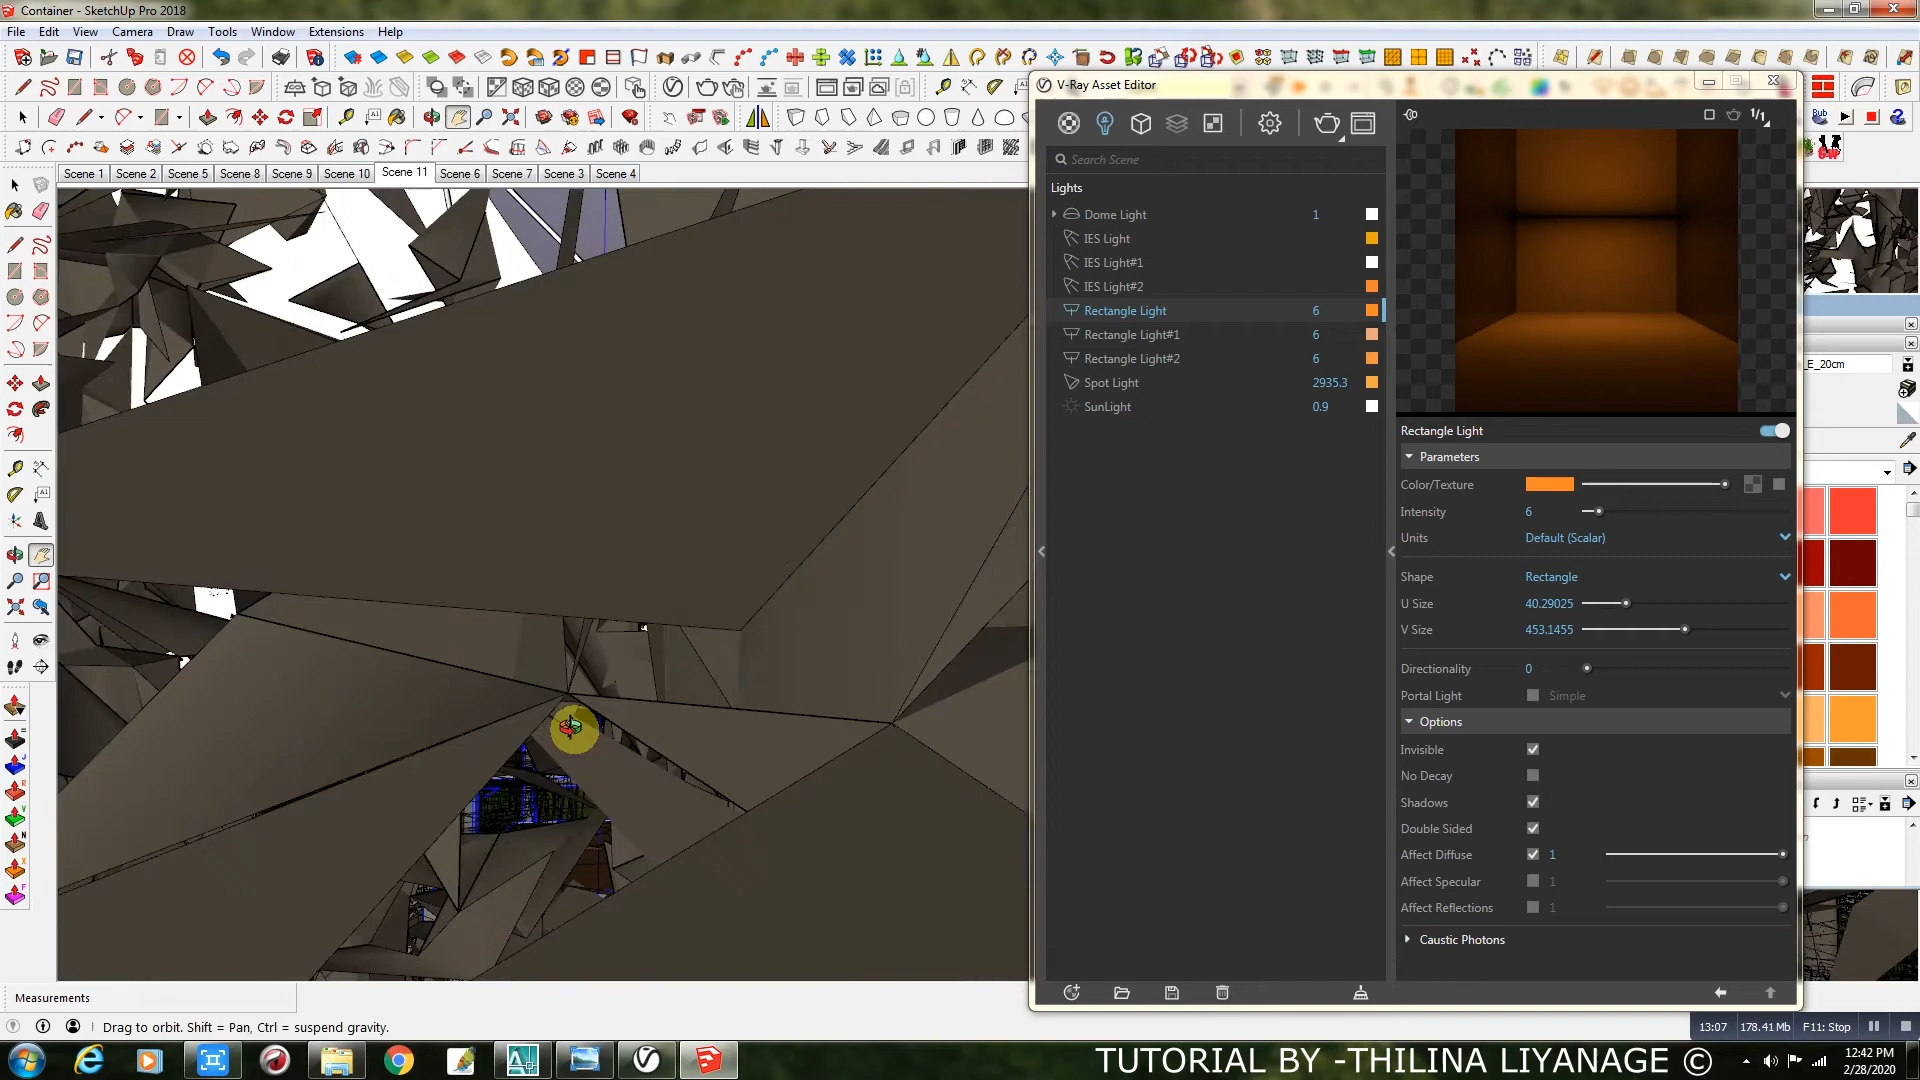 Container - SketchUp Pro 2018
File Edit View Camera Draw Tools Window Extensions Help
V-Ray Asset Editor
Scene 1 Scene 2 Scene 5 Scene 8 Scene 9 Scene 10 Scene 11 Scene 6 Scene 7 Scene 3 Scene 4
Search Scene
Lights
Dome Light 1
IES Light
IES Light#1
IES Light#2
Rectangle Light 6
Rectangle Light#1 6
Rectangle Light#2 6
Spot Light 2935.3
SunLight 0.9
1/1
Bub
_E_20cm
Rectangle Light
Parameters
Color/Texture
Intensity 6
Units Default (Scalar)
Shape Rectangle
U Size 40.29025
V Size 453.1455
Directionality 0
Portal Light Simple
Options
Invisible
No Decay
Shadows
Double Sided
Affect Diffuse 1
Affect Specular 1
Affect Reflections 1
Caustic Photons
Measurements
Drag to orbit. Shift = Pan, Ctrl = suspend gravity.
13:07 178.41 Mb F11: Stop
TUTORIAL BY -THILINA LIYANAGE ©
12:42 PM
2/28/2020